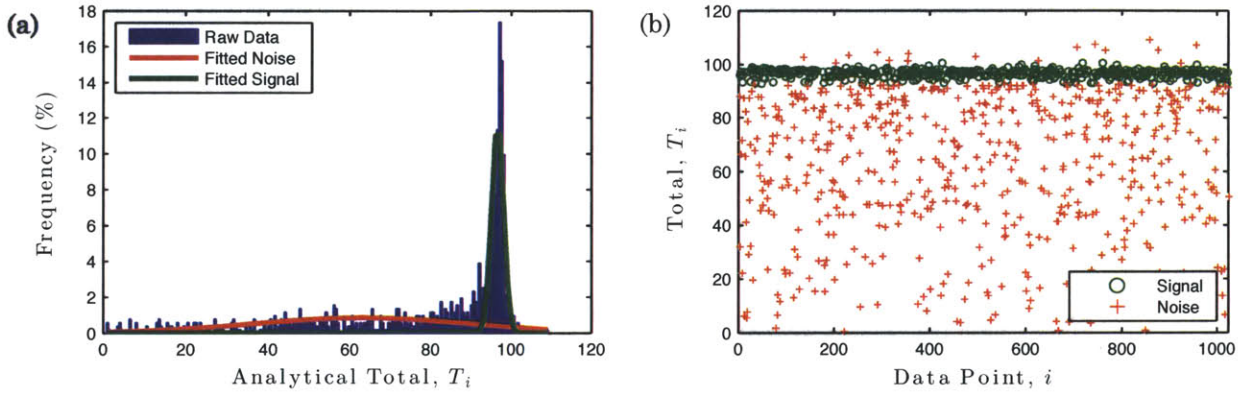 (a)
Raw Data
Fitted Noise
Fitted Signal
Frequency (%)
18
16
14
12
10
8
6
4
2
0
0 20 40 60 80 100 120
Analytical Total, T_i
(b)
Total, T_i
120
100
80
60
40
20
0
Signal
Noise
0 200 400 600 800 1000
Data Point, i